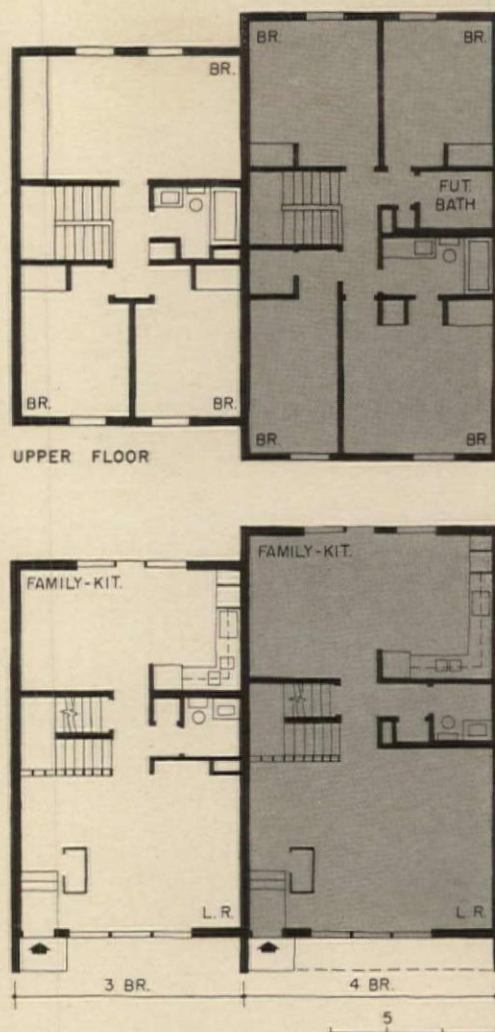 BR.
BR.
BR.
FUT.
BATH
BR.
BR.
BR.
BR.
UPPER FLOOR
FAMILY-KIT.
FAMILY-KIT.
L.R.
L.R.
3 BR.
4 BR.
5